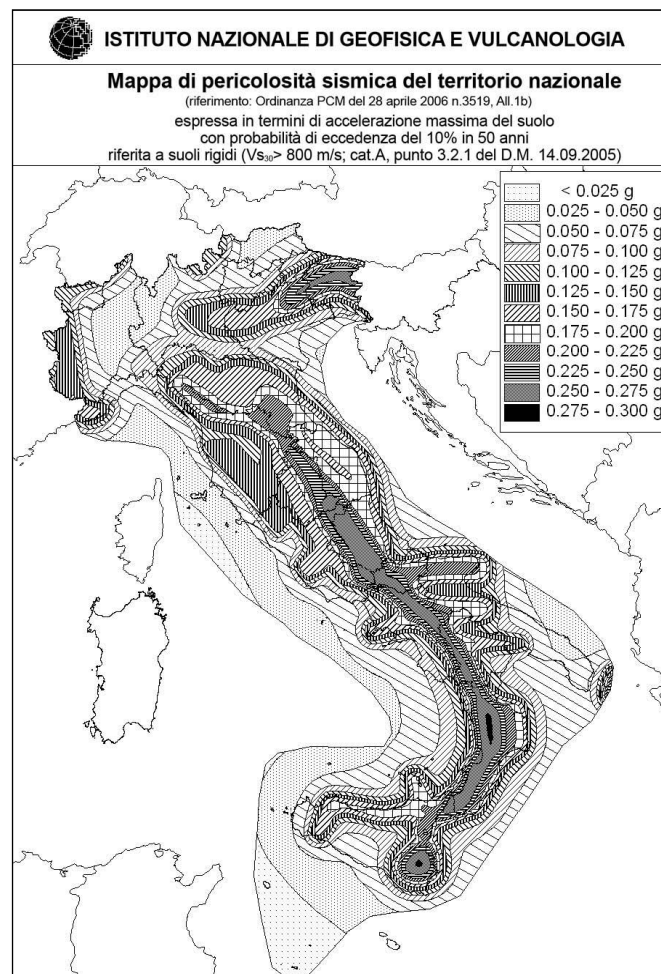 ISTITUTO NAZIONALE DI GEOFISICA E VULCANOLOGIA
Mappa di pericolosità sismica del territorio nazionale
(riferimento: Ordinanza PCM del 28 aprile 2006 n.3519, All.1b)
espressa in termini di accelerazione massima del suolo
con probabilità di eccedenza del 10% in 50 anni
riferita a suoli rigidi (Vs₃₀> 800 m/s; cat.A, punto 3.2.1 del D.M. 14.09.2005)
< 0.025 g
0.025 - 0.050 g
0.050 - 0.075 g
0.075 - 0.100 g
0.100 - 0.125 g
0.125 - 0.150 g
0.150 - 0.175 g
0.175 - 0.200 g
0.200 - 0.225 g
0.225 - 0.250 g
0.250 - 0.275 g
0.275 - 0.300 g